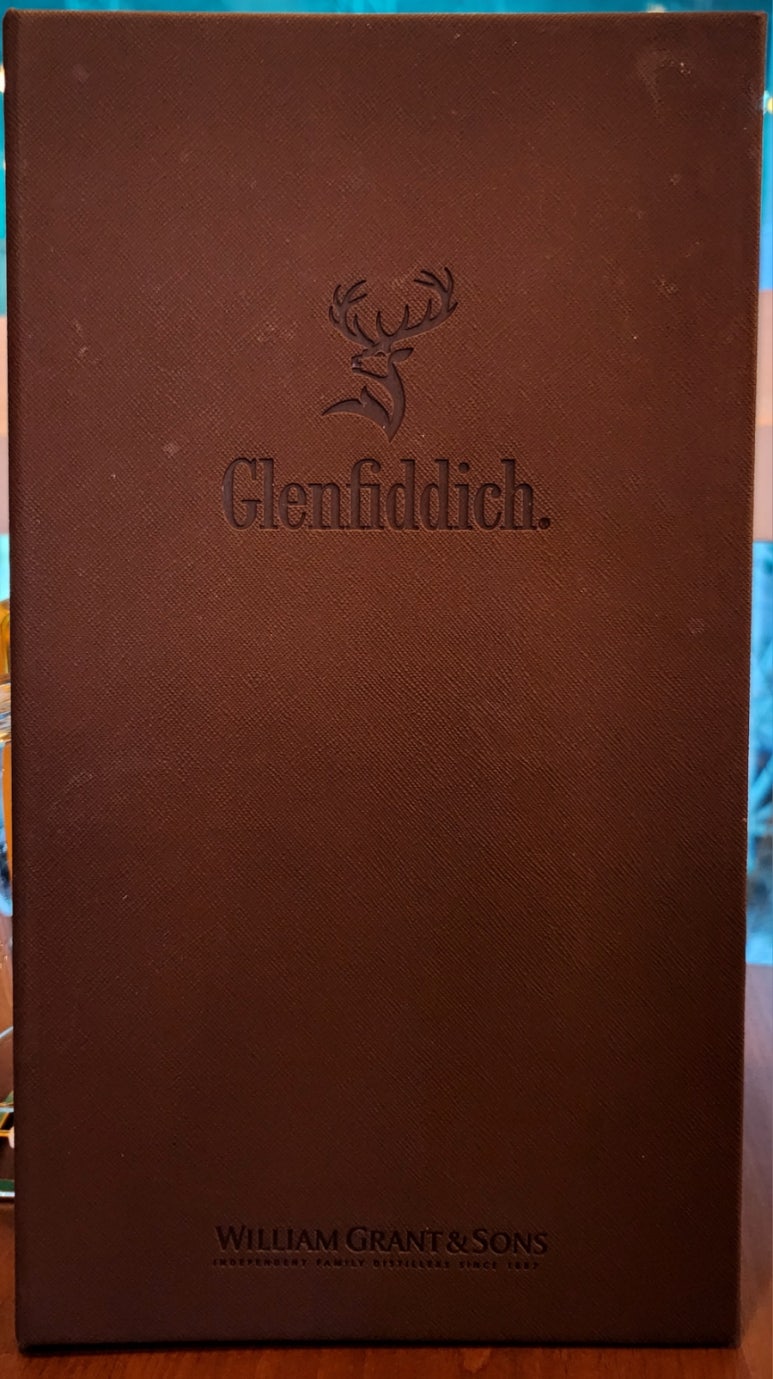 Glenfiddich.
WILLIAM GRANT & SONS
INDEPENDENT FAMILY DISTILLERS SINCE 1887